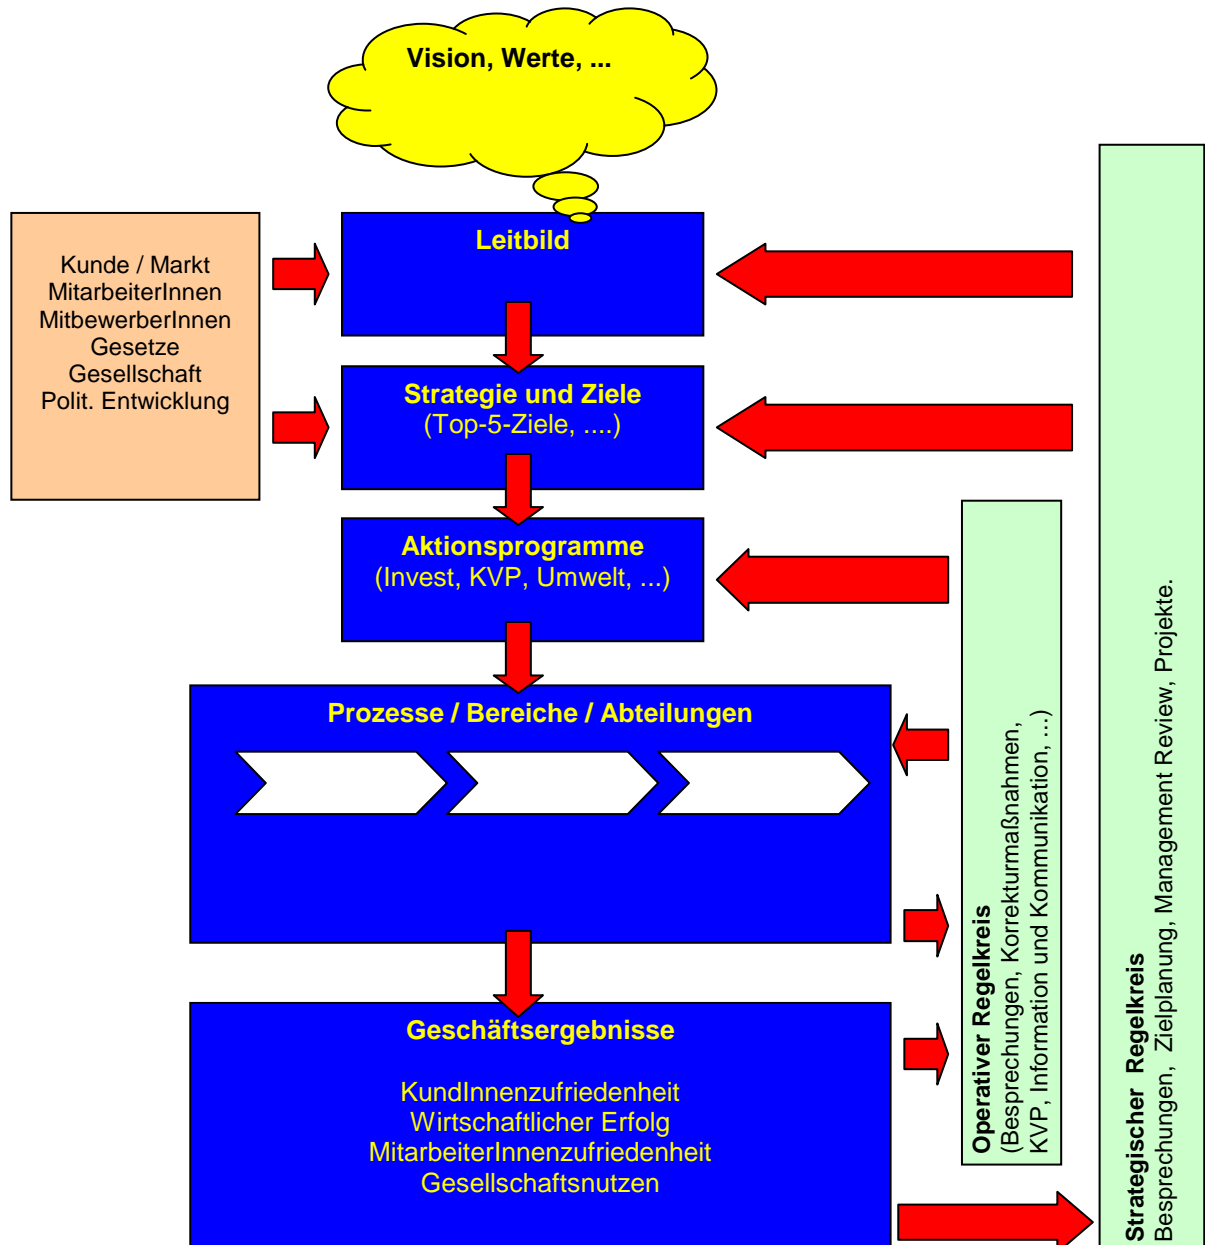 Vision, Werte, ...
Kunde / Markt
MitarbeiterInnen
MitbewerberInnen
Gesetze
Gesellschaft
Polit. Entwicklung
Leitbild
Strategie und Ziele
(Top-5-Ziele, ....)
Aktionsprogramme
(Invest, KVP, Umwelt, ...)
Prozesse / Bereiche / Abteilungen
Geschäftsergebnisse
KundInnenzufriedenheit
Wirtschaftlicher Erfolg
MitarbeiterInnenzufriedenheit
Gesellschaftsnutzen
Operativer Regelkreis
(Besprechungen, Korrekturmaßnahmen,
KVP, Information und Kommunikation, ...)
Strategischer Regelkreis
Besprechungen, Zielplanung, Management Review, Projekte.